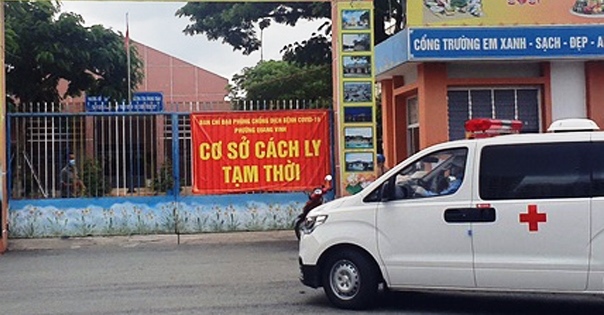 CỔNG TRƯỜNG EM XANH - SẠCH - ĐẸP - A
BAN CHỈ ĐẠO PHÒNG CHỐNG DỊCH BỆNH COVID-19
PHƯỜNG QUANG VINH
CƠ SỞ CÁCH LY
TẠM THỜI